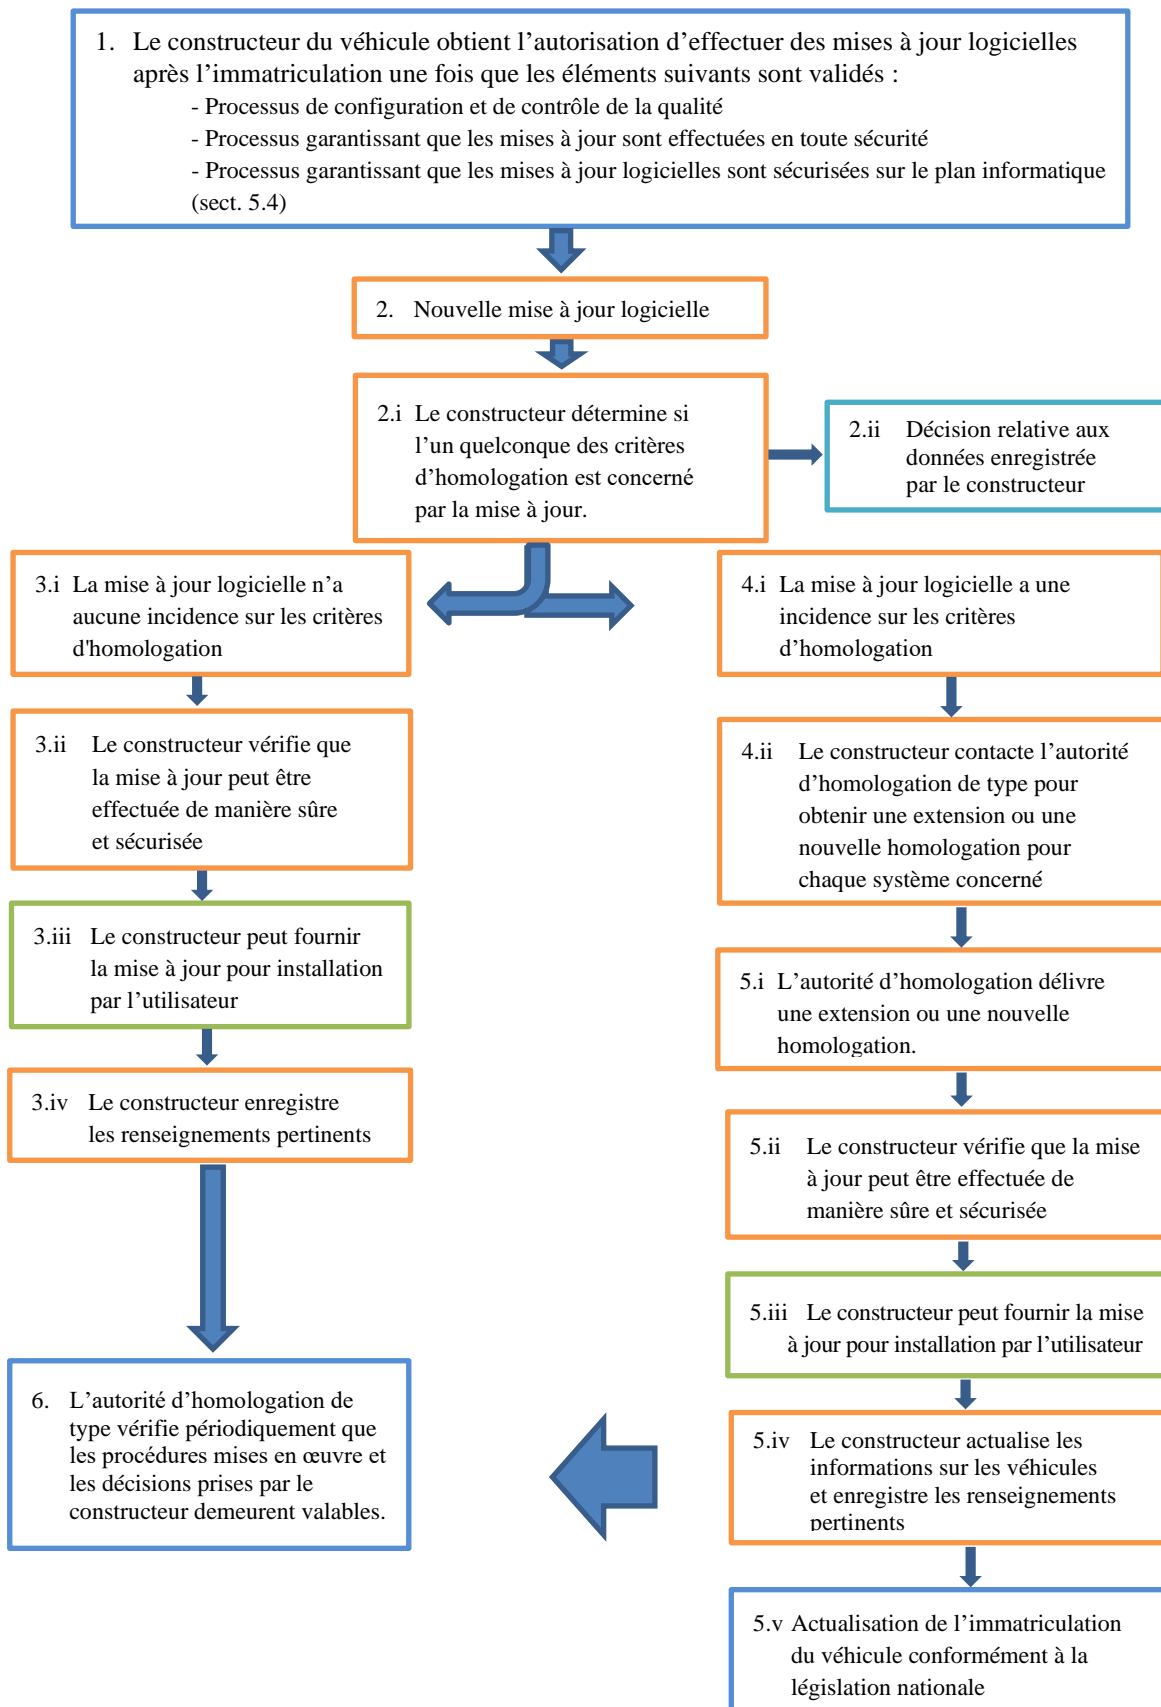 1. Le constructeur du véhicule obtient l’autorisation d’effectuer des mises à jour logicielles
après l’immatriculation une fois que les éléments suivants sont validés :
- Processus de configuration et de contrôle de la qualité
- Processus garantissant que les mises à jour sont effectuées en toute sécurité
- Processus garantissant que les mises à jour logicielles sont sécurisées sur le plan informatique
(sect. 5.4)
2. Nouvelle mise à jour logicielle
2.i Le constructeur détermine si
l’un quelconque des critères
d’homologation est concerné
par la mise à jour.
2.ii Décision relative aux
données enregistrée
par le constructeur
3.i La mise à jour logicielle n’a
aucune incidence sur les critères
d'homologation
3.ii Le constructeur vérifie que
la mise à jour peut être
effectuée de manière sûre
et sécurisée
3.iii Le constructeur peut fournir
la mise à jour pour installation
par l’utilisateur
3.iv Le constructeur enregistre
les renseignements pertinents
4.i La mise à jour logicielle a une
incidence sur les critères
d’homologation
4.ii Le constructeur contacte l’autorité
d’homologation de type pour
obtenir une extension ou une
nouvelle homologation pour
chaque système concerné
5.i L’autorité d’homologation délivre
une extension ou une nouvelle
homologation.
5.ii Le constructeur vérifie que la mise
à jour peut être effectuée de
manière sûre et sécurisée
5.iii Le constructeur peut fournir la mise
à jour pour installation par l’utilisateur
5.iv Le constructeur actualise les
informations sur les véhicules
et enregistre les renseignements
pertinents
5.v Actualisation de l’immatriculation
du véhicule conformément à la
législation nationale
6. L’autorité d’homologation de
type vérifie périodiquement que
les procédures mises en œuvre et
les décisions prises par le
constructeur demeurent valables.